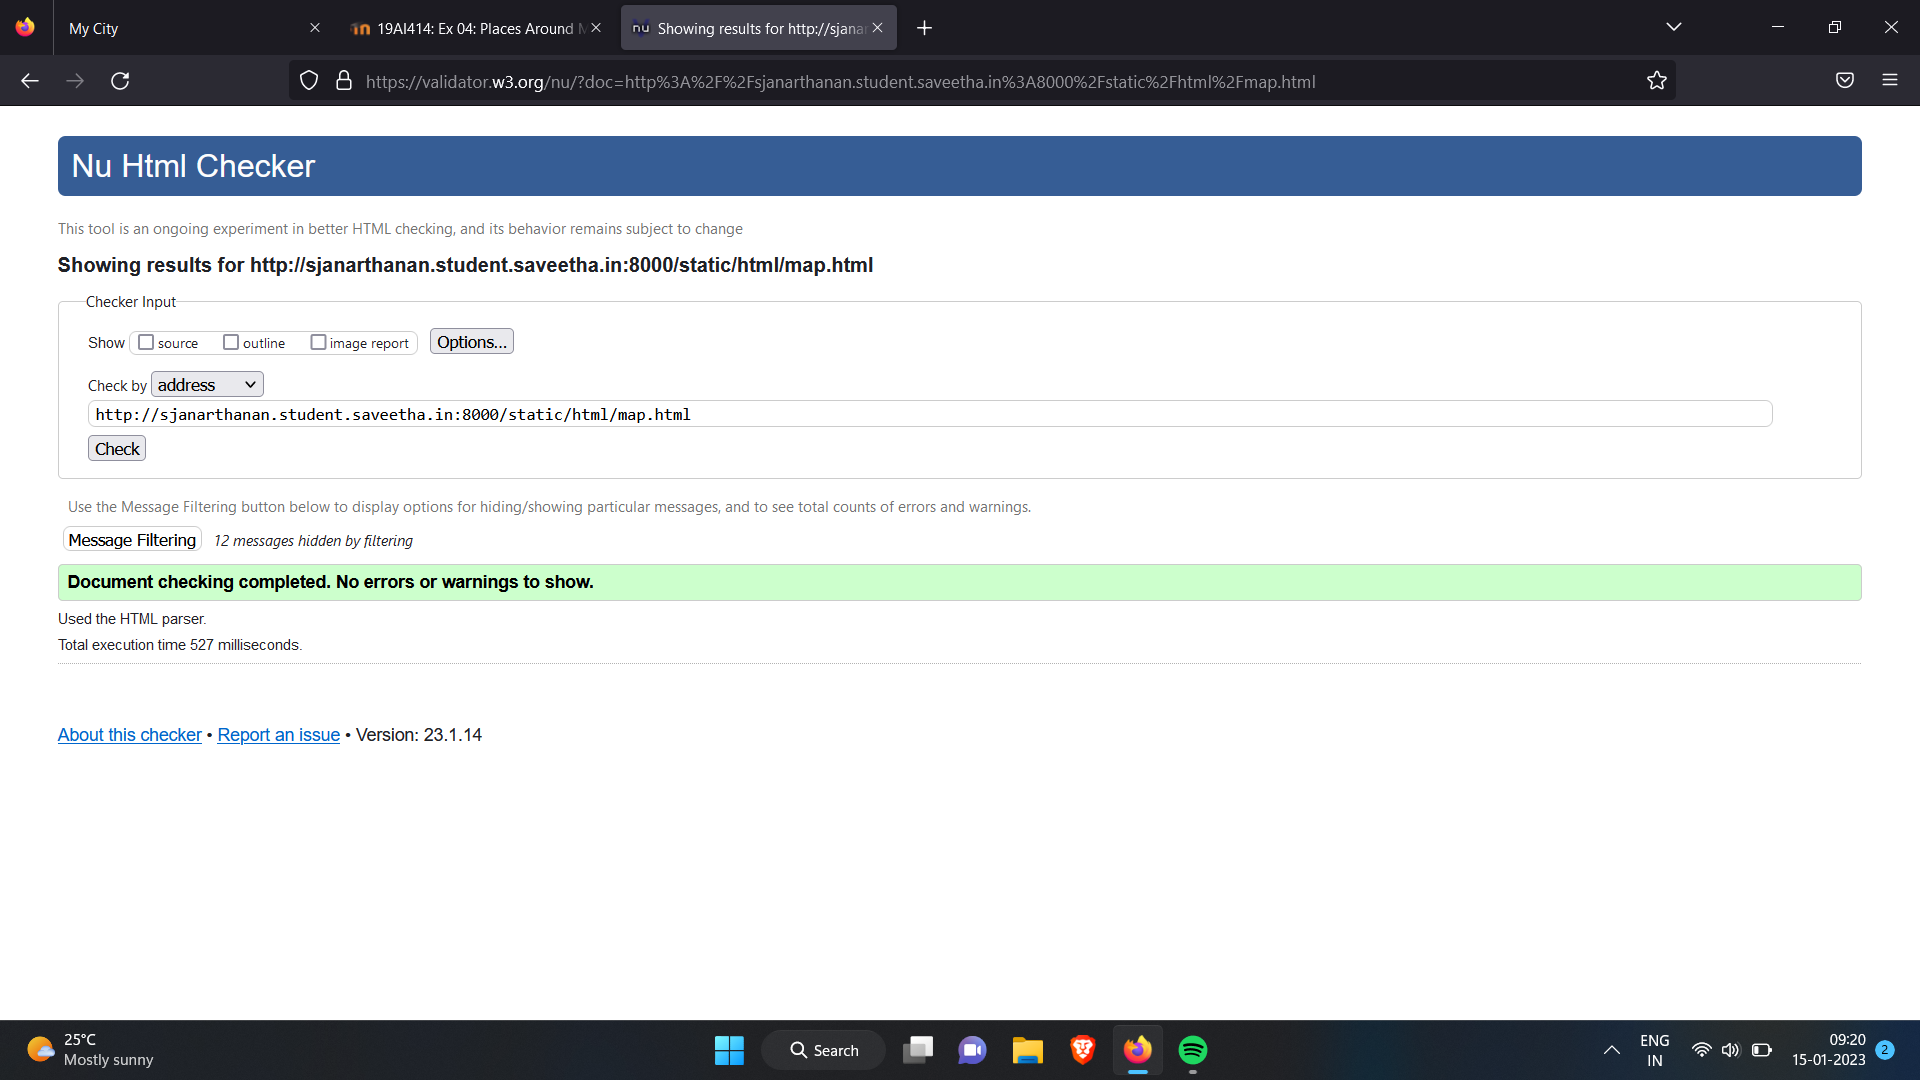 My City
19AI414: Ex 04: Places Around M
nu Showing results for http://sjana
https://validator.w3.org/nu/?doc=http%3A%2F%2Fsjanarthanan.student.saveetha.in%3A8000%2Fstatic%2Fhtml%2Fmap.html
Nu Html Checker
This tool is an ongoing experiment in better HTML checking, and its behavior remains subject to change
Showing results for http://sjanarthanan.student.saveetha.in:8000/static/html/map.html
Checker Input
Show source outline image report Options...
Check by address
http://sjanarthanan.student.saveetha.in:8000/static/html/map.html
Check
Use the Message Filtering button below to display options for hiding/showing particular messages, and to see total counts of errors and warnings.
Message Filtering 12 messages hidden by filtering
Document checking completed. No errors or warnings to show.
Used the HTML parser.
Total execution time 527 milliseconds.
About this checker • Report an issue • Version: 23.1.14
25°C
Mostly sunny
Search
ENG
IN
09:20
15-01-2023
2